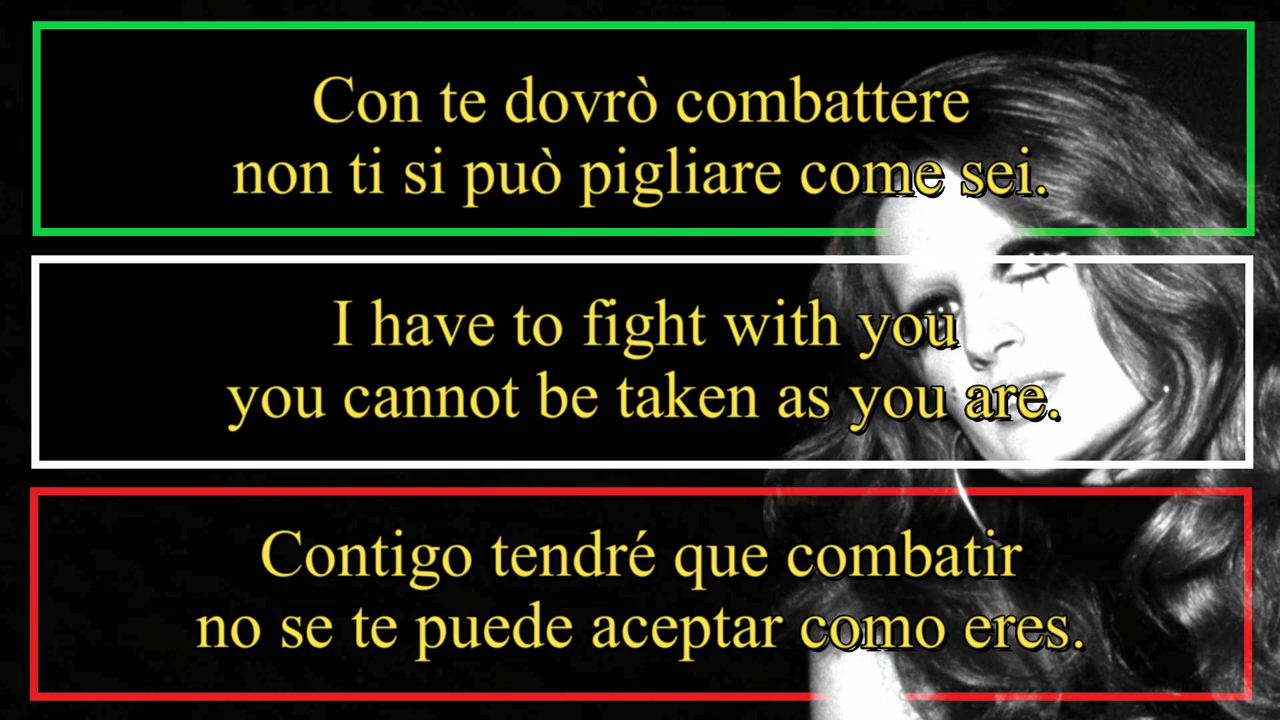 Con te dovrò combattere
non ti si può pigliare come sei.
I have to fight with you
you cannot be taken as you are.
Contigo tendré que combatir
no se te puede aceptar como eres.